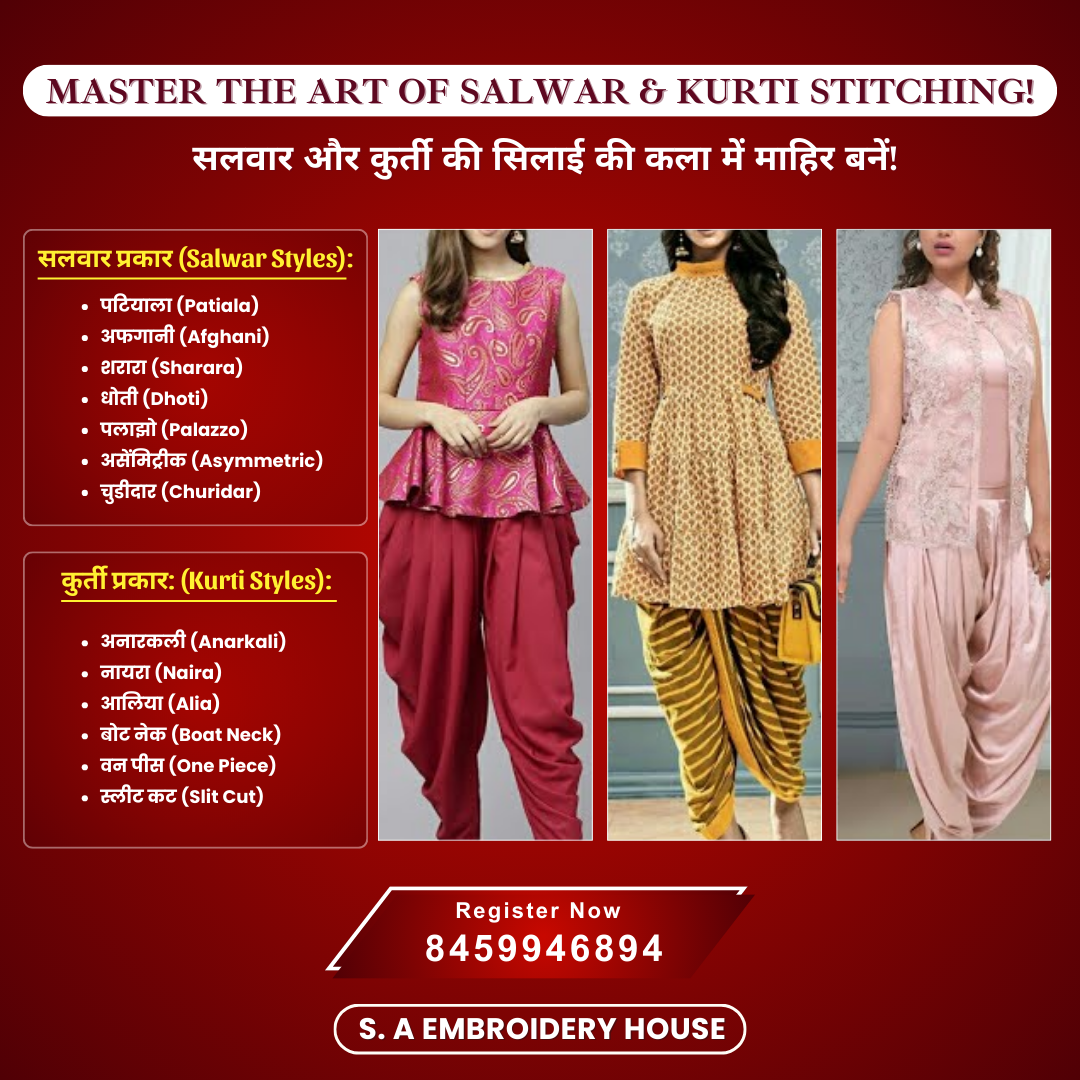 MASTER THE ART OF SALWAR & KURTI STITCHING!
सलवार और कुर्ती की सिलाई की कला में माहिर बनें!
सलवार प्रकार (Salwar Styles):
• पटियाला (Patiala)
• अफगानी (Afghani)
• शरारा (Sharara)
• धोती (Dhoti)
• पलाझो (Palazzo)
• असेंमिट्रीक (Asymmetric)
• चुडीदार (Churidar)
कुर्ती प्रकार: (Kurti Styles):
• अनारकली (Anarkali)
• नायरा (Naira)
• आलिया (Alia)
• बोट नेक (Boat Neck)
• वन पीस (One Piece)
• स्लीट कट (Slit Cut)
Register Now
8459946894
S. A EMBROIDERY HOUSE